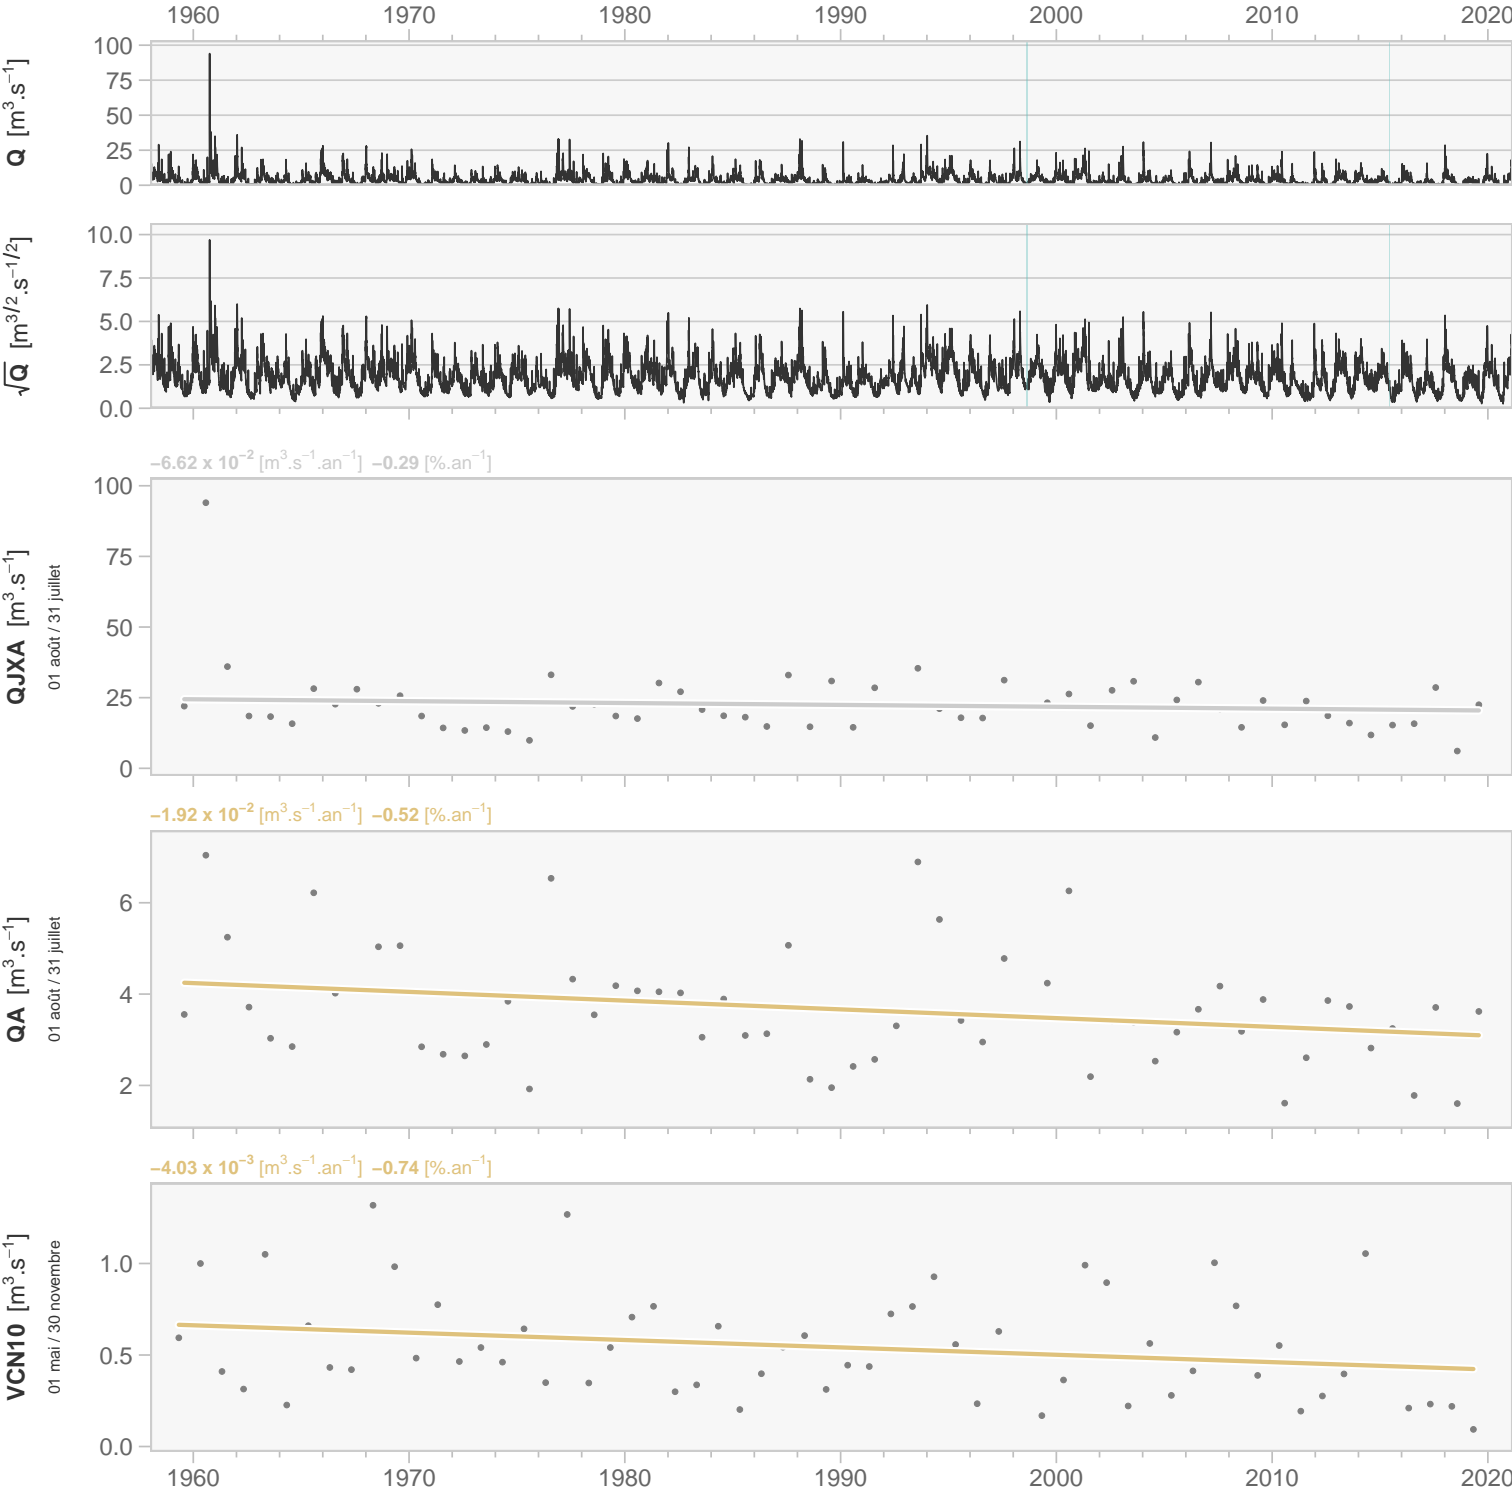 1960 1970 1980 1990 2000 2010 2020
Q [m³.s⁻¹]
100
75
50
25
0
√Q [m^3/2.s^−1/2]
10.0
7.5
5.0
2.5
0.0
−6.62 x 10⁻² [m³.s⁻¹.an⁻¹] −0.29 [%.an⁻¹]
QJXA [m³.s⁻¹]
01 août / 31 juillet
100
75
50
25
0
−1.92 x 10⁻² [m³.s⁻¹.an⁻¹] −0.52 [%.an⁻¹]
QA [m³.s⁻¹]
01 août / 31 juillet
6
4
2
−4.03 x 10⁻³ [m³.s⁻¹.an⁻¹] −0.74 [%.an⁻¹]
VCN10 [m³.s⁻¹]
01 mai / 30 novembre
1.0
0.5
0.0
1960 1970 1980 1990 2000 2010 2020